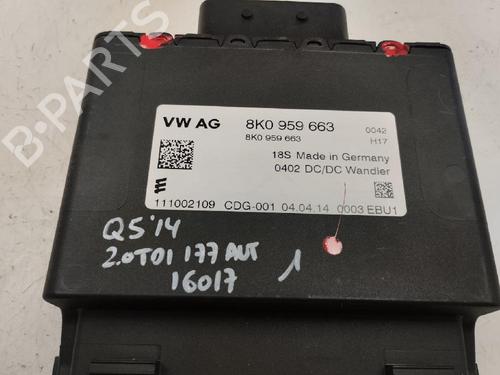 VW AG 8K0 959 663 0042
8K0 959 663 H17
18S Made in Germany
0402 DC/DC Wandler
111002109 CDG-001 04.04.14 0003 EBU1
Q5'14
2.0TDI 177 AUT
16017
1
B-PARTS